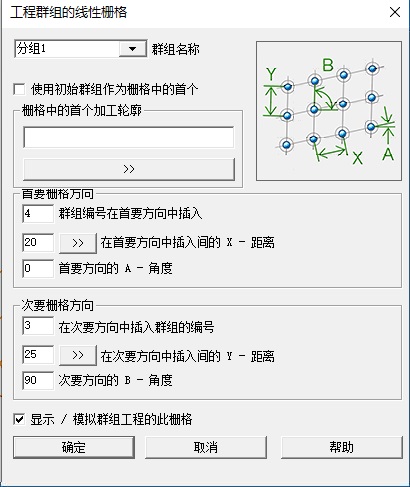 工程群组的线性栅格
分组1 群组名称
使用初始群组作为栅格中的首个
栅格中的首个加工轮廓
>>
首要栅格方向
4 群组编号在首要方向中插入
20 >> 在首要方向中插入间的 X - 距离
0 首要方向的 A - 角度
次要栅格方向
3 在次要方向中插入群组的编号
25 >> 在次要方向中插入间的 Y - 距离
90 次要方向的 B - 角度
显示 / 模拟群组工程的此栅格
确定 取消 帮助
Y B
X A